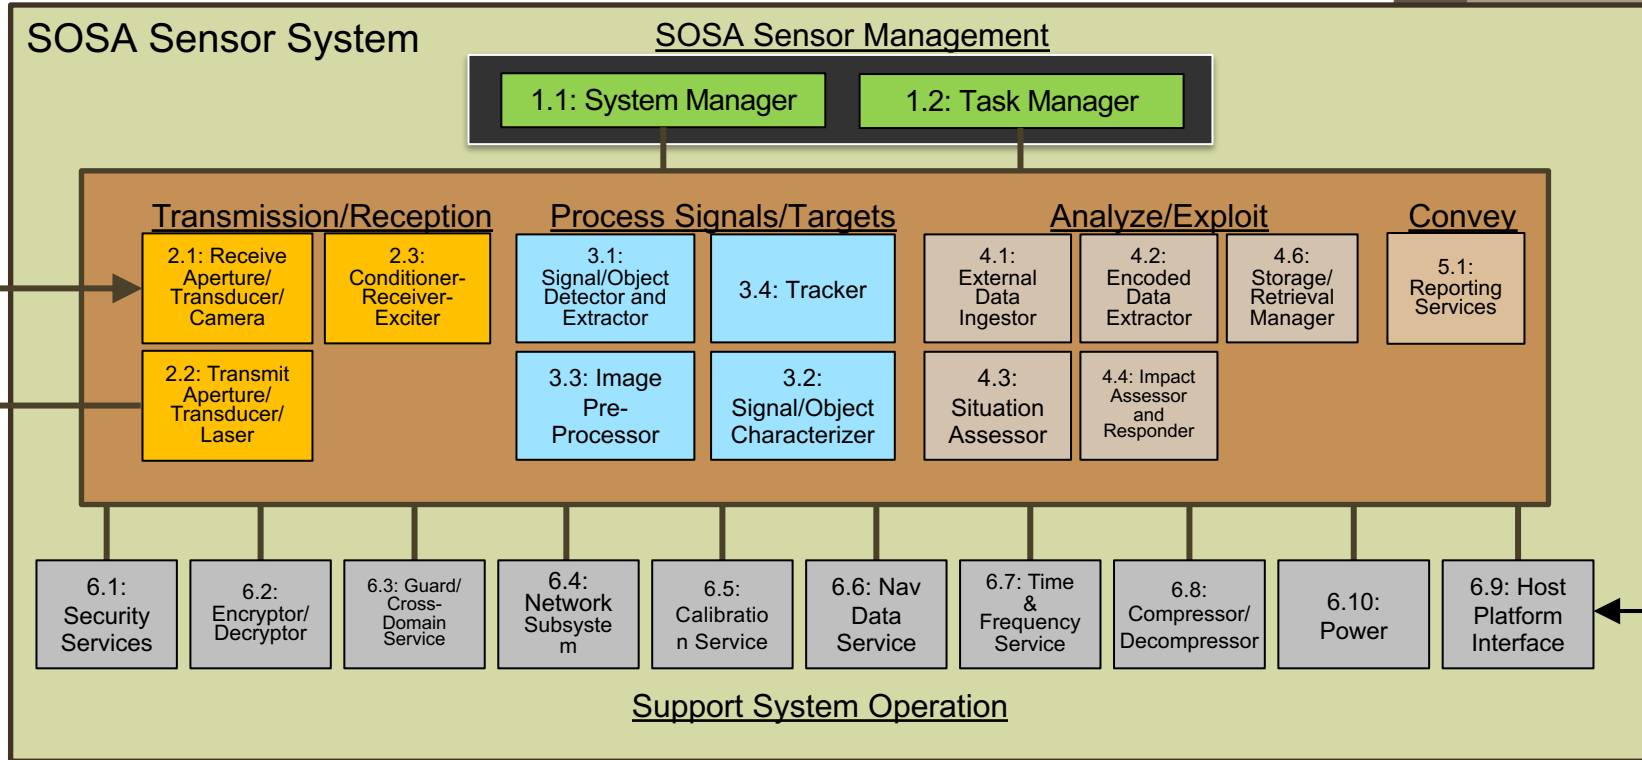 SOSA Sensor System
SOSA Sensor Management
1.1: System Manager
1.2: Task Manager
Transmission/Reception
Process Signals/Targets
Analyze/Exploit
Convey
2.1: Receive
Aperture/
Transducer/
Camera
2.3:
Conditioner-
Receiver-
Exciter
3.1:
Signal/Object
Detector and
Extractor
3.4: Tracker
4.1:
External
Data
Ingestor
4.2:
Encoded
Data
Extractor
4.6:
Storage/
Retrieval
Manager
5.1:
Reporting
Services
2.2: Transmit
Aperture/
Transducer/
Laser
3.3: Image
Pre-
Processor
3.2:
Signal/Object
Characterizer
4.3:
Situation
Assessor
4.4: Impact
Assessor
and
Responder
6.1:
Security
Services
6.2:
Encryptor/
Decryptor
6.3: Guard/
Cross-
Domain
Service
6.4:
Network
Subsyste
m
6.5:
Calibratio
n Service
6.6: Nav
Data
Service
6.7: Time
&
Frequency
Service
6.8:
Compressor/
Decompressor
6.10:
Power
6.9: Host
Platform
Interface
Support System Operation